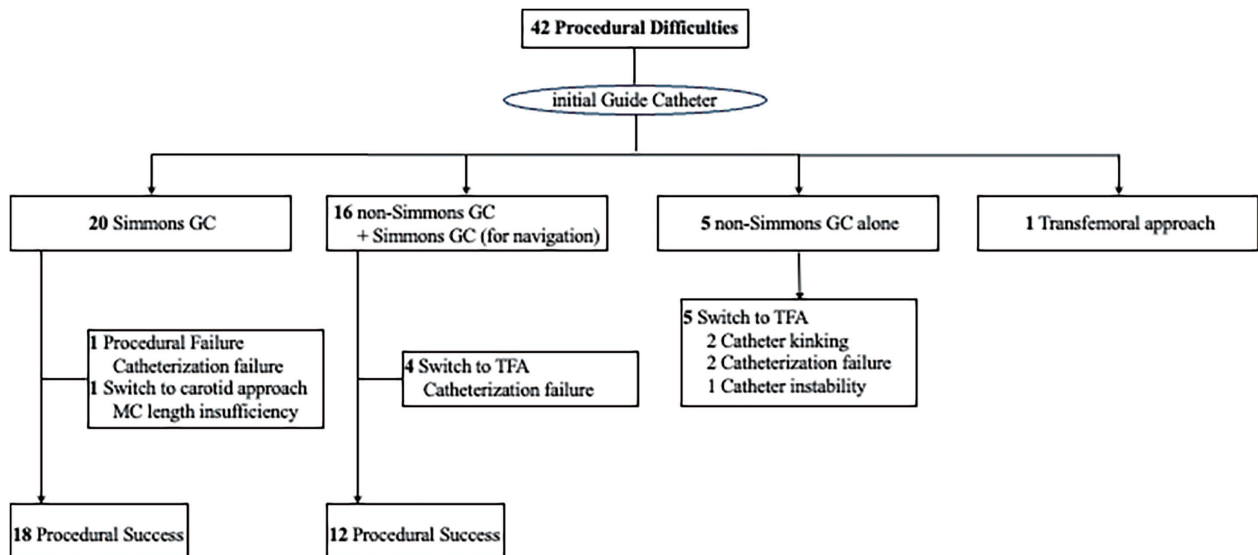 42 Procedural Difficulties
initial Guide Catheter
20 Simmons GC
16 non-Simmons GC
+ Simmons GC (for navigation)
5 non-Simmons GC alone
1 Transfemoral approach
1 Procedural Failure
Catheterization failure
1 Switch to carotid approach
MC length insufficiency
4 Switch to TFA
Catheterization failure
5 Switch to TFA
2 Catheter kinking
2 Catheterization failure
1 Catheter instability
18 Procedural Success
12 Procedural Success